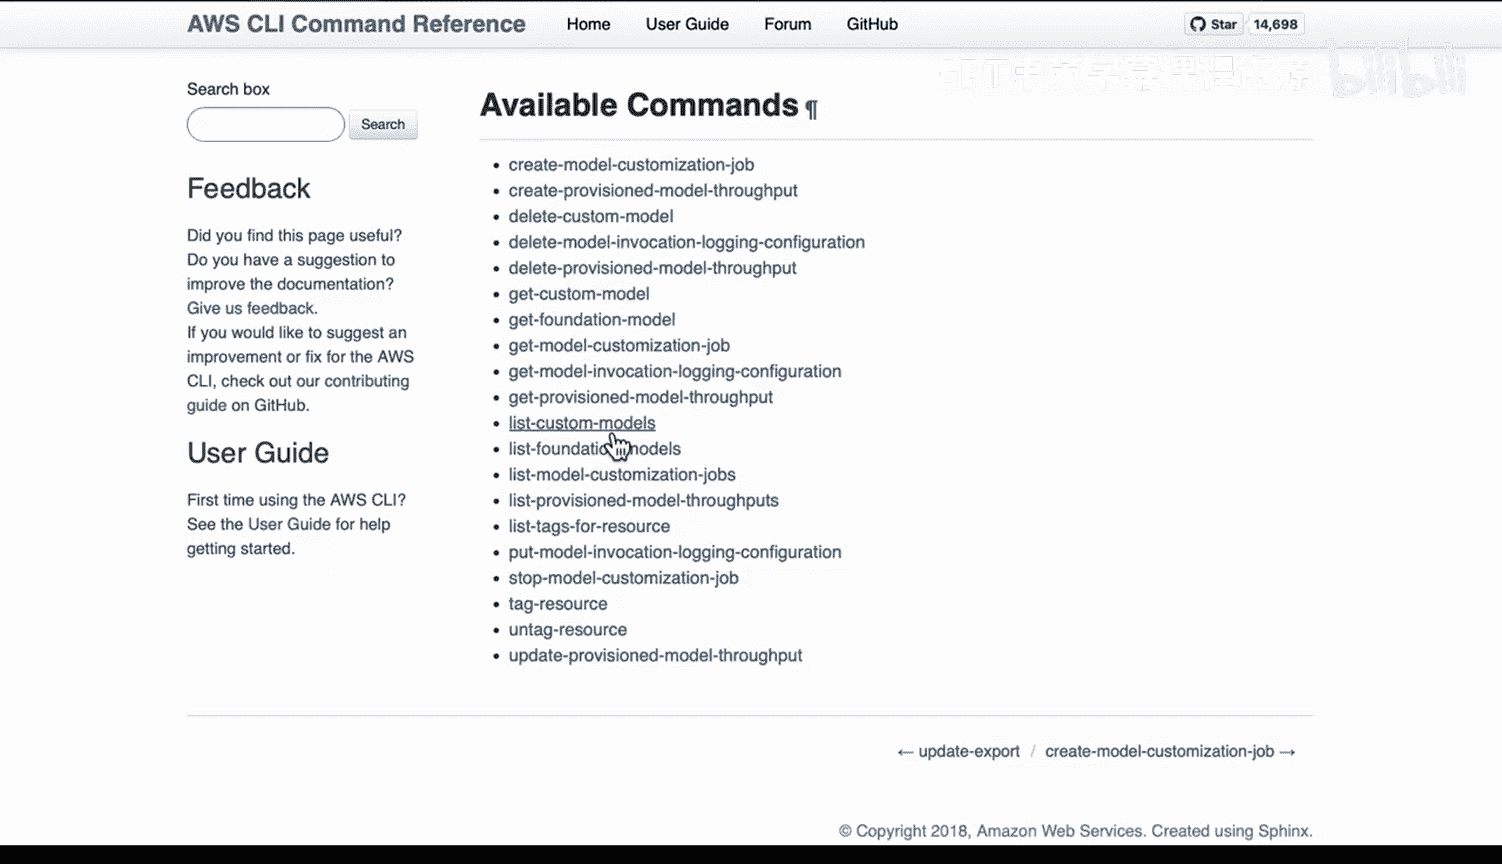 AWS CLI Command Reference
Home
User Guide
Forum
GitHub
Star
14,698
Search box
Search
Feedback
Did you find this page useful?
Do you have a suggestion to
improve the documentation?
Give us feedback.
If you would like to suggest an
improvement or fix for the AWS
CLI, check out our contributing
guide on GitHub.
User Guide
First time using the AWS CLI?
See the User Guide for help
getting started.
Available Commands ¶
create-model-customization-job
create-provisioned-model-throughput
delete-custom-model
delete-model-invocation-logging-configuration
delete-provisioned-model-throughput
get-custom-model
get-foundation-model
get-model-customization-job
get-model-invocation-logging-configuration
get-provisioned-model-throughput
list-custom-models
list-foundation-models
list-model-customization-jobs
list-provisioned-model-throughputs
list-tags-for-resource
put-model-invocation-logging-configuration
stop-model-customization-job
tag-resource
untag-resource
update-provisioned-model-throughput
← update-export / create-model-customization-job →
© Copyright 2018, Amazon Web Services. Created using Sphinx.
bilibili